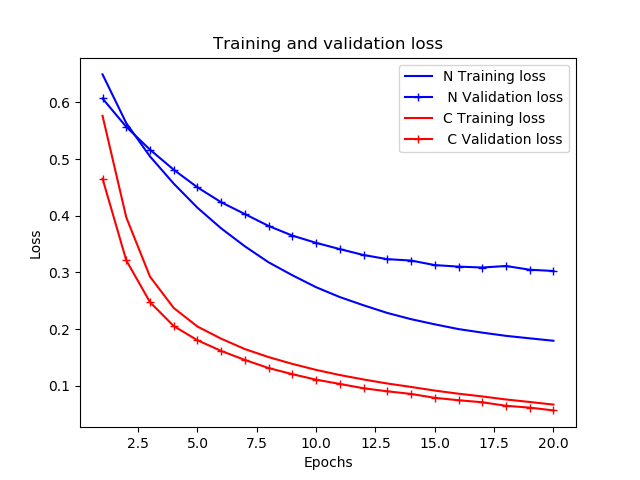 Training and validation loss
N Training loss
N Validation loss
C Training loss
C Validation loss
Loss
0.6
0.5
0.4
0.3
0.2
0.1
2.5 5.0 7.5 10.0 12.5 15.0 17.5 20.0
Epochs